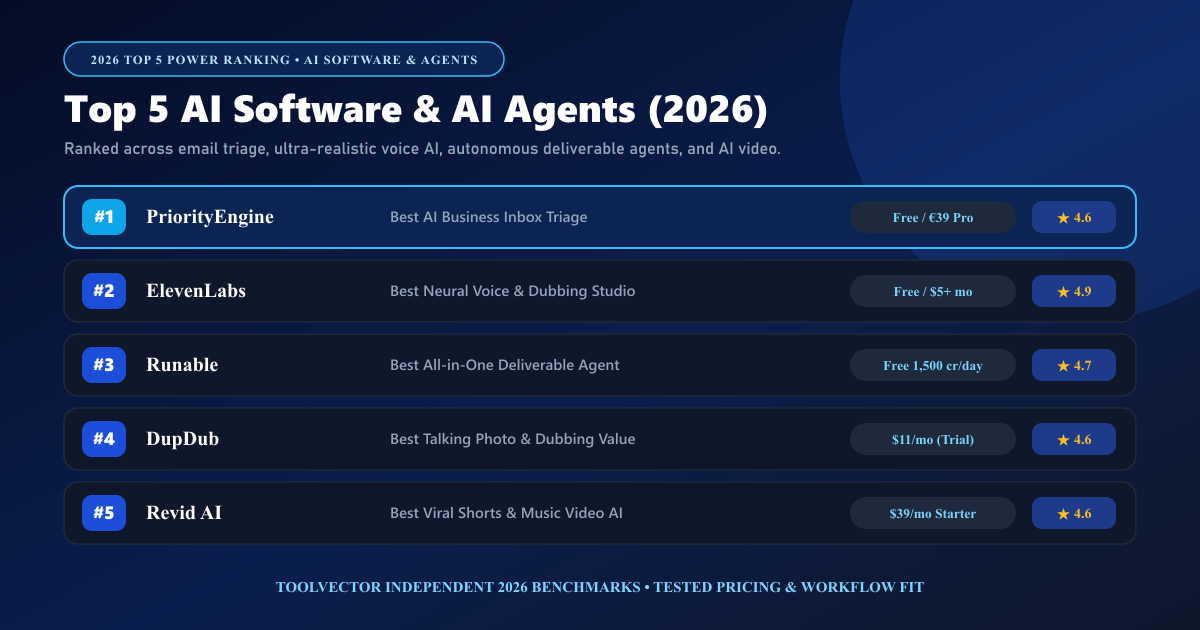 2026 TOP 5 POWER RANKING • AI SOFTWARE & AGENTS
Top 5 AI Software & AI Agents (2026)
Ranked across email triage, ultra-realistic voice AI, autonomous deliverable agents, and AI video.
#1 PriorityEngine Best AI Business Inbox Triage Free / €39 Pro ★ 4.6
#2 ElevenLabs Best Neural Voice & Dubbing Studio Free / $5+ mo ★ 4.9
#3 Runable Best All-in-One Deliverable Agent Free 1,500 cr/day ★ 4.7
#4 DupDub Best Talking Photo & Dubbing Value $11/mo (Trial) ★ 4.6
#5 Revid AI Best Viral Shorts & Music Video AI $39/mo Starter ★ 4.6
TOOLVECTOR INDEPENDENT 2026 BENCHMARKS • TESTED PRICING & WORKFLOW FIT